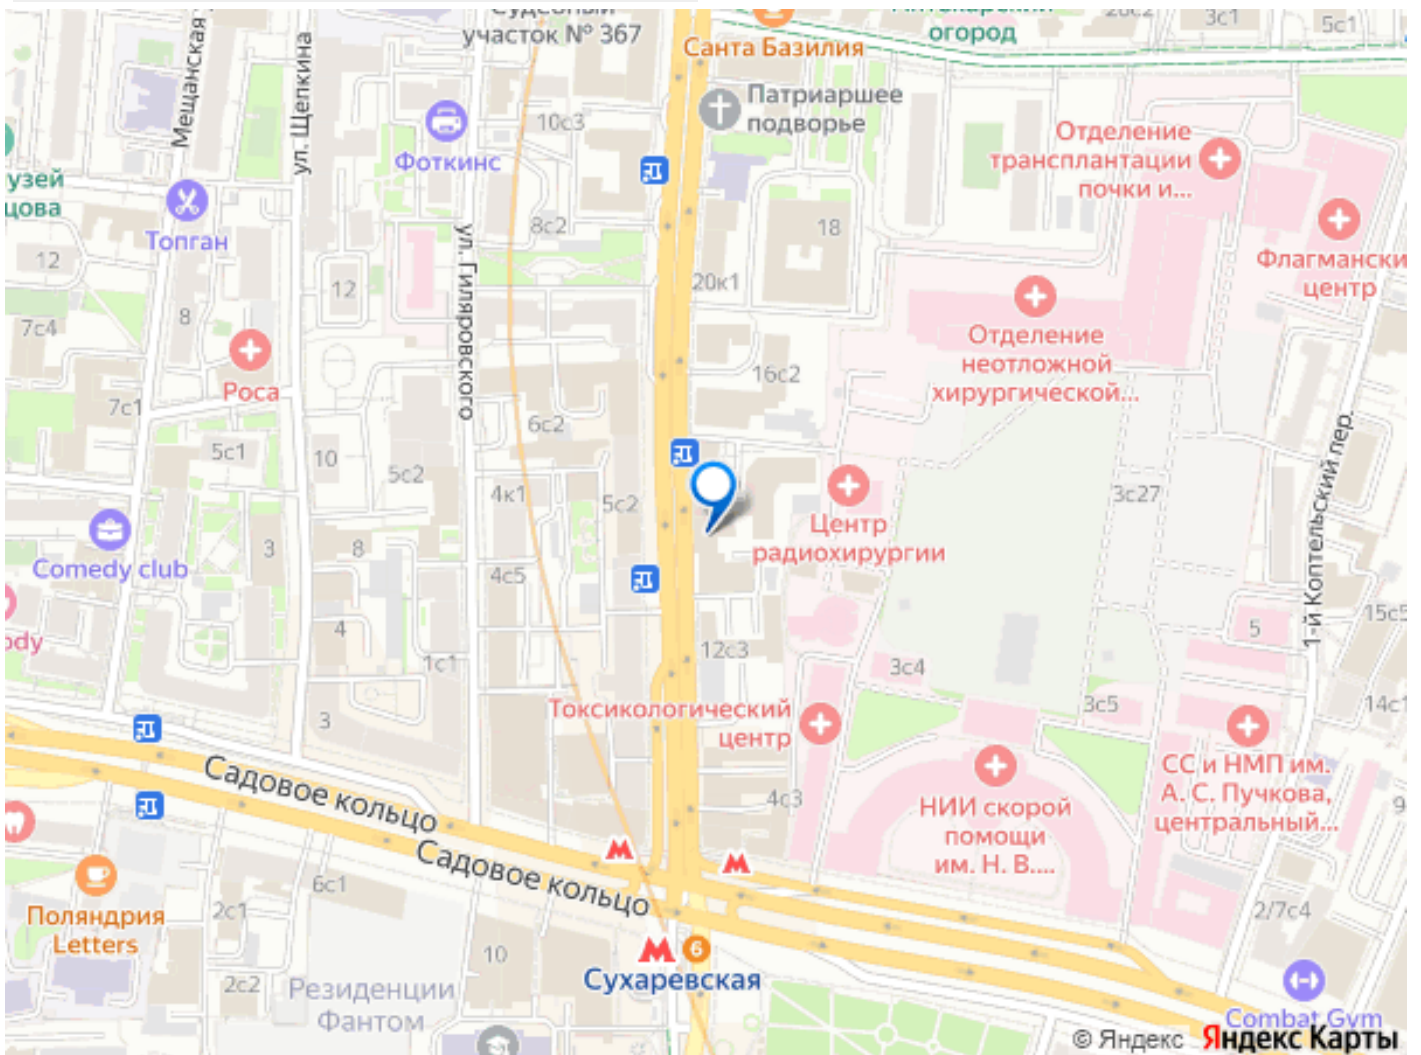 Судебный
участок № 367
Санта Базилия
огород
28с2
3с1
5с1
Мещанская
ул. Щепкина
Фоткинс
10с3
Патриаршее
подворье
Отделение
трансплантации
почки и...
узей
цова
Топган
12
8с2
18
ул. Гиляровского
12
20к1
Флагмански
центр
7с4
8
Роса
Отделение
неотложной
хирургической...
16с2
7с1
6с2
5с1
10
5с2
4к1
5с2
3с27
1-й Коптельский пер.
Центр
радиохирургии
Comedy club
3
8
4с5
ody
4
1с1
12с3
3с4
5
15с5
3
Токсикологический
центр
3с5
14с1
СС и НМП им.
А. С. Пучкова,
центральный...
Садовое кольцо
Садовое кольцо
4с3
НИИ скорой
помощи
им. Н. В....
9
6с1
2с1
Поляндрия
Letters
2/7с4
10
6
Сухаревская
2с2
Резиденции
Фантом
Combat Gym
© Яндекс Яндекс Карты